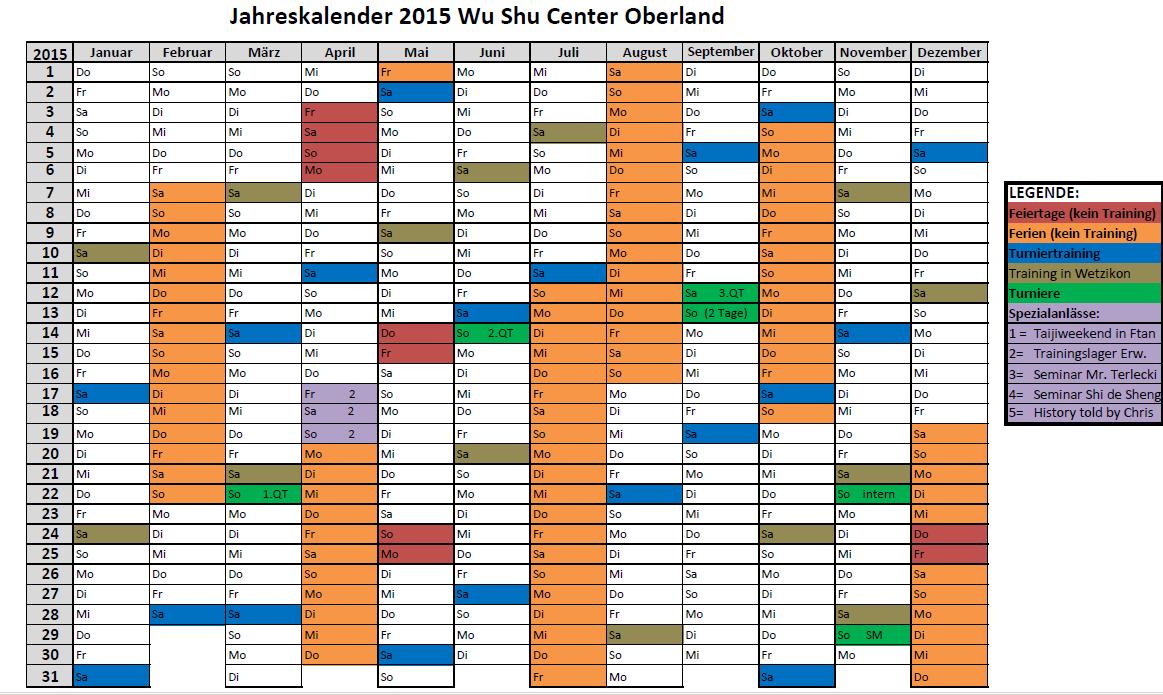 Jahreskalender 2015 Wu Shu Center Oberland
2015 Januar Februar März April Mai Juni Juli August September Oktober November Dezember
1 Do So So Mi Fr Mo Mi Sa Di Do So Di
2 Fr Mo Mo Do Sa Di Do So Mi Fr Mo Mi
3 Sa Di Di Fr So Mi Fr Mo Do Sa Di Do
4 So Mi Mi Sa Mo Do Sa Di Fr So Mi Fr
5 Mo Do Do So Di Fr So Mi Sa Mo Do Sa
6 Di Fr Fr Mo Mi Sa Mo Do So Di Fr So
7 Mi Sa Sa Di Do So Di Fr Mo Mi Sa Mo
8 Do So So Mi Fr Mo Mi Sa Di Do So Di
9 Fr Mo Mo Do Sa Di Do So Mi Fr Mo Mi
10 Sa Di Di Fr So Mi Fr Mo Do Sa Di Do
11 So Mi Mi Sa Mo Do Sa Di Fr So Mi Fr
12 Mo Do Do So Di Fr So Mi Sa 3.QT Mo Do Sa
13 Di Fr Fr Mo Mi Sa Mo Do So (2 Tage) Di Fr So
14 Mi Sa Sa Di Do So 2.QT Di Fr Mo Mi Sa Mo
15 Do So So Mi Fr Mo Mi Sa Di Do So Di
16 Fr Mo Mo Do Sa Di Do So Mi Fr Mo Mi
17 Sa Di Di Fr 2 So Mi Fr Mo Do Sa Di Do
18 So Mi Mi Sa 2 Mo Do Sa Di Fr So Mi Fr
19 Mo Do Do So 2 Di Fr So Mi Sa Mo Do Sa
20 Di Fr Fr Mo Mi Sa Mo Do So Di Fr So
21 Mi Sa Sa Di Do So Di Fr Mo Mi Sa Mo
22 Do So So 1.QT Mi Fr Mo Mi Sa Di Do So intern Di
23 Fr Mo Mo Do Sa Di Do So Mi Fr Mo Mi
24 Sa Di Di Fr So Mi Fr Mo Do Sa Di Do
25 So Mi Mi Sa Mo Do Sa Di Fr So Mi Fr
26 Mo Do Do So Di Fr So Mi Sa Mo Do Sa
27 Di Fr Fr Mo Mi Sa Mo Do So Di Fr So
28 Mi Sa Sa Di Do So Di Fr Mo Mi Sa Mo
29 Do So Mi Fr Mo Mi Sa Di Do So SM Di
30 Fr Mo Do Sa Di Do So Mi Fr Mo Mi
31 Sa Di So Fr Mo Sa Do
LEGENDE:
Feiertage (kein Training)
Ferien (kein Training)
Turniertraining
Training in Wetzikon
Turniere
Spezialanlässe:
1 = Taijiweekend in Ftan
2= Trainingslager Erw.
3= Seminar Mr. Terlecki
4= Seminar Shi de Sheng
5= History told by Chris